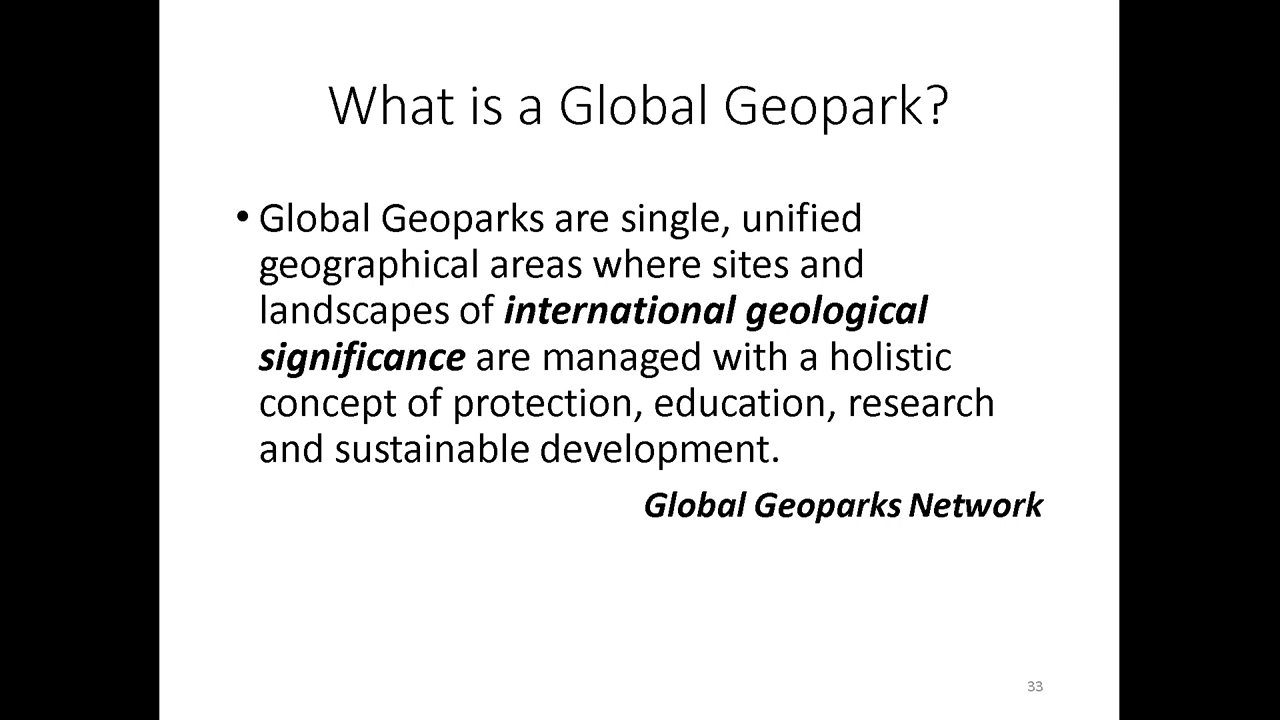 What is a Global Geopark?
• Global Geoparks are single, unified
geographical areas where sites and
landscapes of international geological
significance are managed with a holistic
concept of protection, education, research
and sustainable development.
Global Geoparks Network
33